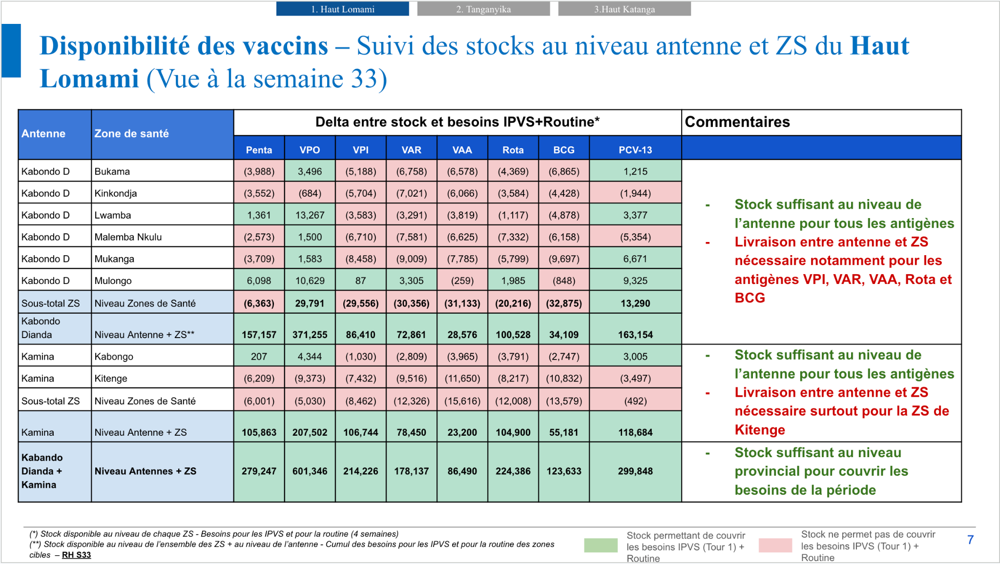 1. Haut Lomami
2. Tanganyika
3.Haut Katanga
Disponibilité des vaccins – Suivi des stocks au niveau antenne et ZS du Haut
Lomami (Vue à la semaine 33)
Antenne Zone de santé Delta entre stock et besoins IPVS+Routine* Commentaires
Penta VPO VPI VAR VAA Rota BCG PCV-13
Kabondo D Bukama (3,988) 3,496 (5,188) (6,758) (6,578) (4,369) (6,865) 1,215
Kabondo D Kinkondja (3,552) (684) (5,704) (7,021) (6,066) (3,584) (4,428) (1,944)
Kabondo D Lwamba 1,361 13,267 (3,583) (3,291) (3,819) (1,117) (4,878) 3,377
Kabondo D Malemba Nkulu (2,573) 1,500 (6,710) (7,581) (6,625) (7,332) (6,158) (5,354)
Kabondo D Mukanga (3,709) 1,583 (8,458) (9,009) (7,785) (5,799) (9,697) 6,671
Kabondo D Mulongo 6,098 10,629 87 3,305 (259) 1,985 (848) 9,325
Sous-total ZS Niveau Zones de Santé (6,363) 29,791 (29,556) (30,356) (31,133) (20,216) (32,875) 13,290
Kabondo
Dianda Niveau Antenne + ZS** 157,157 371,255 86,410 72,861 28,576 100,528 34,109 163,154
- Stock suffisant au niveau de
l’antenne pour tous les antigènes
- Livraison entre antenne et ZS
nécessaire notamment pour les
antigènes VPI, VAR, VAA, Rota et
BCG
Kamina Kabongo 207 4,344 (1,030) (2,809) (3,965) (3,791) (2,747) 3,005
Kamina Kitenge (6,209) (9,373) (7,432) (9,516) (11,650) (8,217) (10,832) (3,497)
Sous-total ZS Niveau Zones de Santé (6,001) (5,030) (8,462) (12,326) (15,616) (12,008) (13,579) (492)
Kamina Niveau Antenne + ZS 105,863 207,502 106,744 78,450 23,200 104,900 55,181 118,684
- Stock suffisant au niveau de
l’antenne pour tous les antigènes
- Livraison entre antenne et ZS
nécessaire surtout pour la ZS de
Kitenge
Kabando
Dianda +
Kamina
Niveau Antennes + ZS 279,247 601,346 214,226 178,137 86,490 224,386 123,633 299,848
- Stock suffisant au niveau
provincial pour couvrir les
besoins de la période
(*) Stock disponible au niveau de chaque ZS - Besoins pour les IPVS et pour la routine (4 semaines)
(**) Stock disponible au niveau de l’ensemble des ZS + au niveau de l’antenne - Cumul des besoins pour les IPVS et pour la routine des zones
cibles – RH S33
Stock permettant de couvrir
les besoins IPVS (Tour 1) +
Routine
Stock ne permet pas de couvrir
les besoins IPVS (Tour 1) +
Routine
7